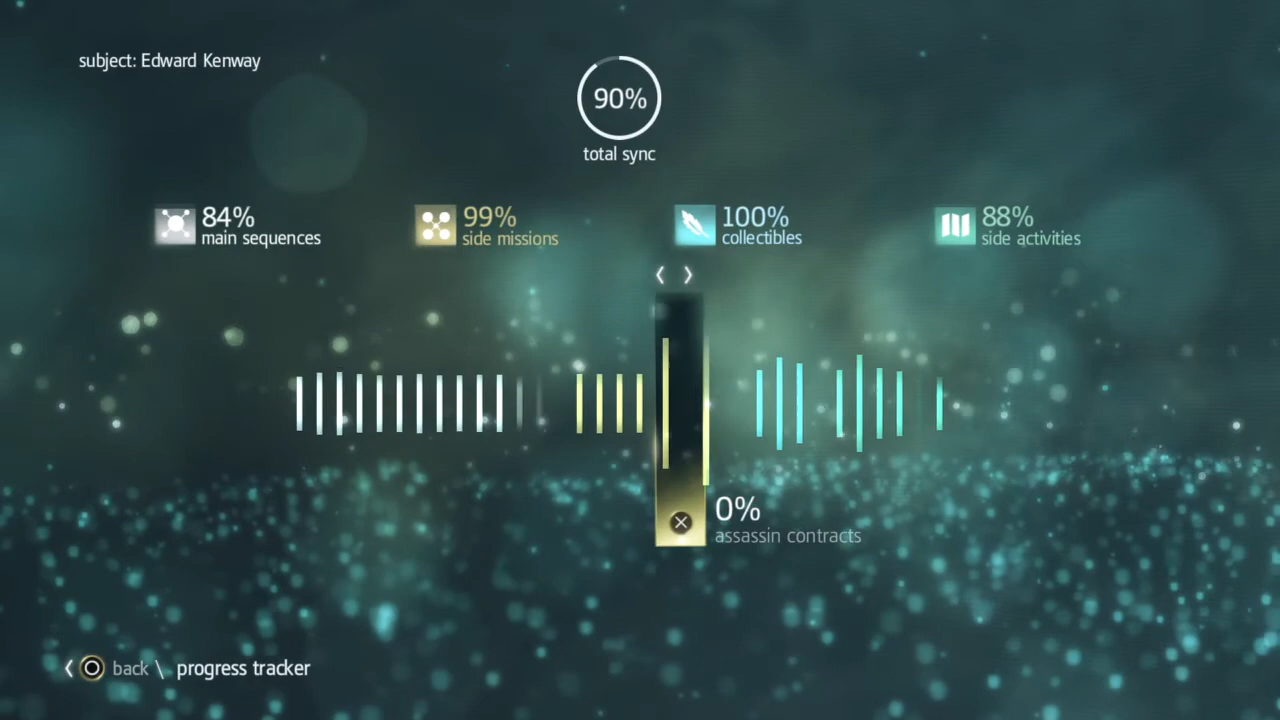 subject: Edward Kenway
90%
total sync
84%
main sequences
99%
side missions
100%
collectibles
88%
side activities
0%
assassin contracts
back \ progress tracker